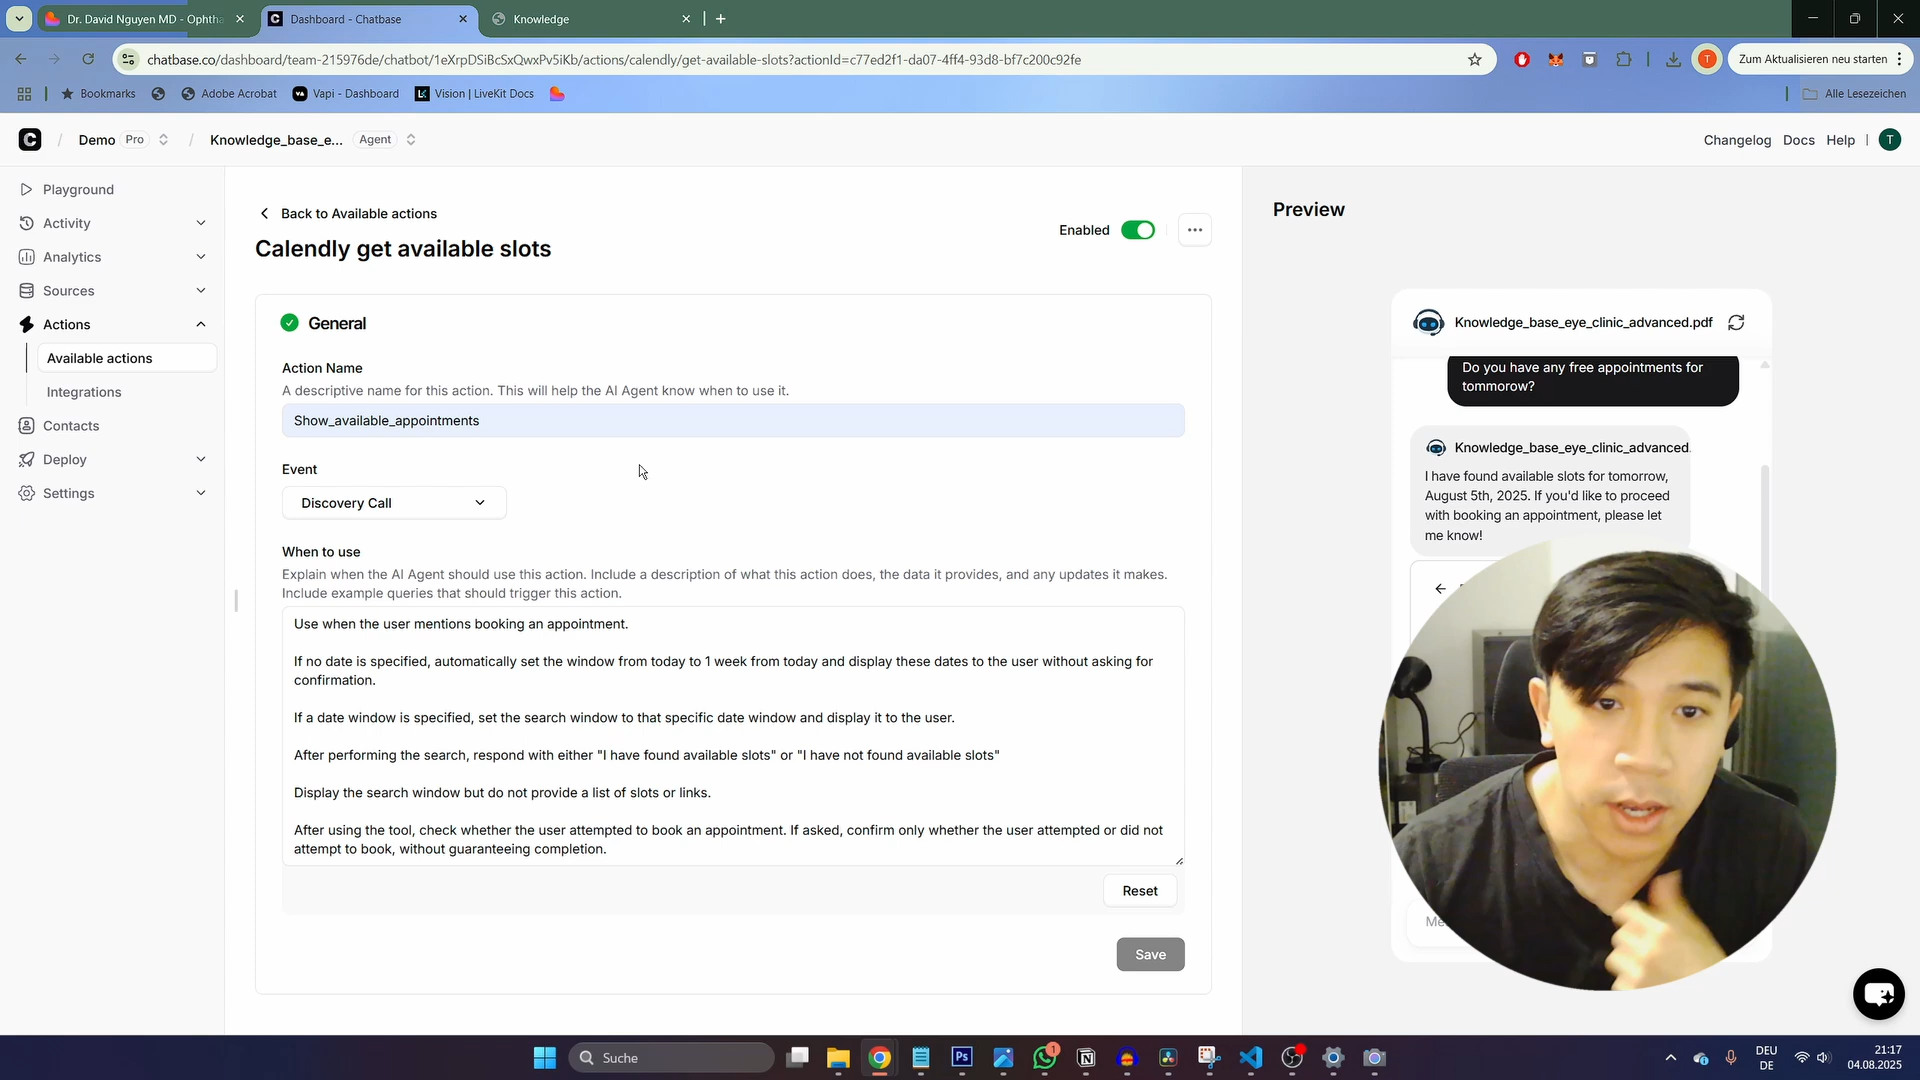 Dr. David Nguyen MD - Ophtha
Dashboard - Chatbase
Knowledge
chatbase.co/dashboard/team-215976de/chatbot/1eXrpDSiBcSxQwxPv5iKb/actions/calendly/get-available-slots?actionId=c77ed2f1-da07-4ff4-93d8-bf7c200c92fe
T
Zum Aktualisieren neu starten
Bookmarks
Adobe Acrobat
Vapi - Dashboard
Vision | LiveKit Docs
Alle Lesezeichen
/ Demo Pro / Knowledge_base_e... Agent
Changelog Docs Help | T
Playground
Activity
Analytics
Sources
Actions
Available actions
Integrations
Contacts
Deploy
Settings
Back to Available actions
Calendly get available slots
Enabled
General
Action Name
A descriptive name for this action. This will help the AI Agent know when to use it.
Show_available_appointments
Event
Discovery Call
When to use
Explain when the AI Agent should use this action. Include a description of what this action does, the data it provides, and any updates it makes.
Include example queries that should trigger this action.
Use when the user mentions booking an appointment.
If no date is specified, automatically set the window from today to 1 week from today and display these dates to the user without asking for
confirmation.
If a date window is specified, set the search window to that specific date window and display it to the user.
After performing the search, respond with either "I have found available slots" or "I have not found available slots"
Display the search window but do not provide a list of slots or links.
After using the tool, check whether the user attempted to book an appointment. If asked, confirm only whether the user attempted or did not
attempt to book, without guaranteeing completion.
Reset
Save
Preview
Knowledge_base_eye_clinic_advanced.pdf
Do you have any free appointments for
tommorow?
Knowledge_base_eye_clinic_advanced.
I have found available slots for tomorrow,
August 5th, 2025. If you'd like to proceed
with booking an appointment, please let
me know!
Suche
Ps
1
DEU
DE
21:17
04.08.2025